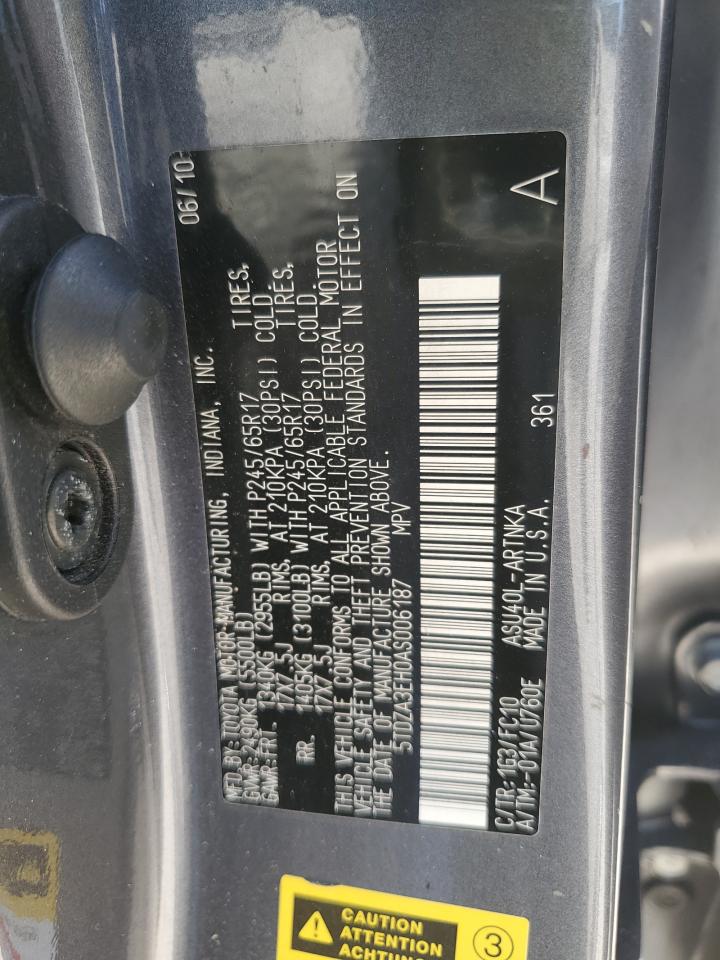 MFD.BY:TOYOTA MOTOR MANUFACTURING, INDIANA, INC. 06/10
GVWR:2490KG (5500LB)
GAWR:FRT. 1340KG (2955LB) WITH P245/65R17 TIRES,
17X7.5J RIMS, AT 210KPA (30PSI) COLD
RR. 1405KG (3100LB) WITH P245/65R17 TIRES,
17X7.5J RIMS, AT 210KPA (30PSI) COLD.
THIS VEHICLE CONFORMS TO ALL APPLICABLE FEDERAL MOTOR
VEHICLE SAFETY AND THEFT PREVENTION STANDARDS IN EFFECT ON
THE DATE OF MANUFACTURE SHOWN ABOVE.
5TDZA3EH0AS006187 MPV
C/TR:1G3/FC10 ASU40L-ARTNKA
A/TM:-01A/U760E MADE IN U.S.A. 361
A
CAUTION
ATTENTION
ACHTUNG
3